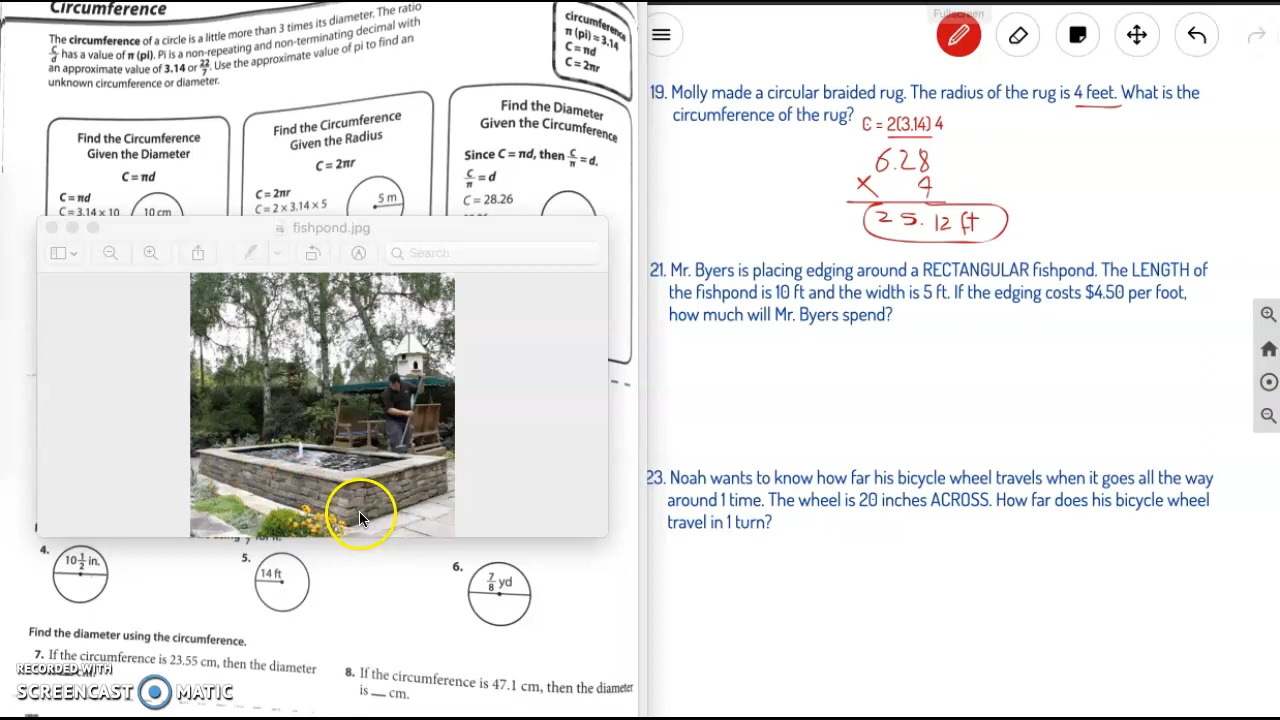 Circumference
The circumference of a circle is a little more than 3 times its diameter. The ratio
C/d has a value of π (pi). Pi is a non-repeating and non-terminating decimal with
an approximate value of 3.14 or 22/7. Use the approximate value of pi to find an
unknown circumference or diameter.
circumference
π (pi) = 3.14
C = πd
C = 2πr
Find the Circumference
Given the Diameter
C = πd
C = πd
C = 3.14 × 10
10 cm
Find the Circumference
Given the Radius
C = 2πr
C = 2πr
C = 2 × 3.14 × 5
5 m
Find the Diameter
Given the Circumference
Since C = πd, then C/π = d.
C/π = d
C = 28.26
fishpond.jpg
Search
4.
10 1/2 in.
5.
14 ft
6.
7/8 yd
Find the diameter using the circumference.
7. If the circumference is 23.55 cm, then the diameter
cm.
8. If the circumference is 47.1 cm, then the diameter
is __ cm.
RECORDED WITH
SCREENCAST MATIC
Fullscreen
19. Molly made a circular braided rug. The radius of the rug is 4 feet. What is the
circumference of the rug?
C = 2(3.14) 4
6.28
× 4
25.12 ft
21. Mr. Byers is placing edging around a RECTANGULAR fishpond. The LENGTH of
the fishpond is 10 ft and the width is 5 ft. If the edging costs $4.50 per foot,
how much will Mr. Byers spend?
23. Noah wants to know how far his bicycle wheel travels when it goes all the way
around 1 time. The wheel is 20 inches ACROSS. How far does his bicycle wheel
travel in 1 turn?